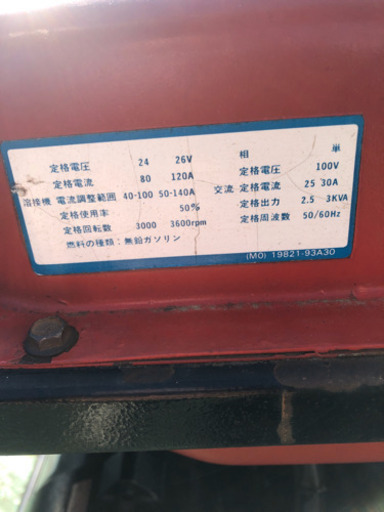 定格電圧 24 26V
定格電流 80 120A
溶接機 電流調整範囲 40-100 50-140A
定格使用率 50%
定格回転数 3000 3600rpm
燃料の種類：無鉛ガソリン
相 単
定格電圧 100V
交流 定格電流 25 30A
定格出力 2.5 3KVA
定格周波数 50/60Hz
(M0) 19821-93A30